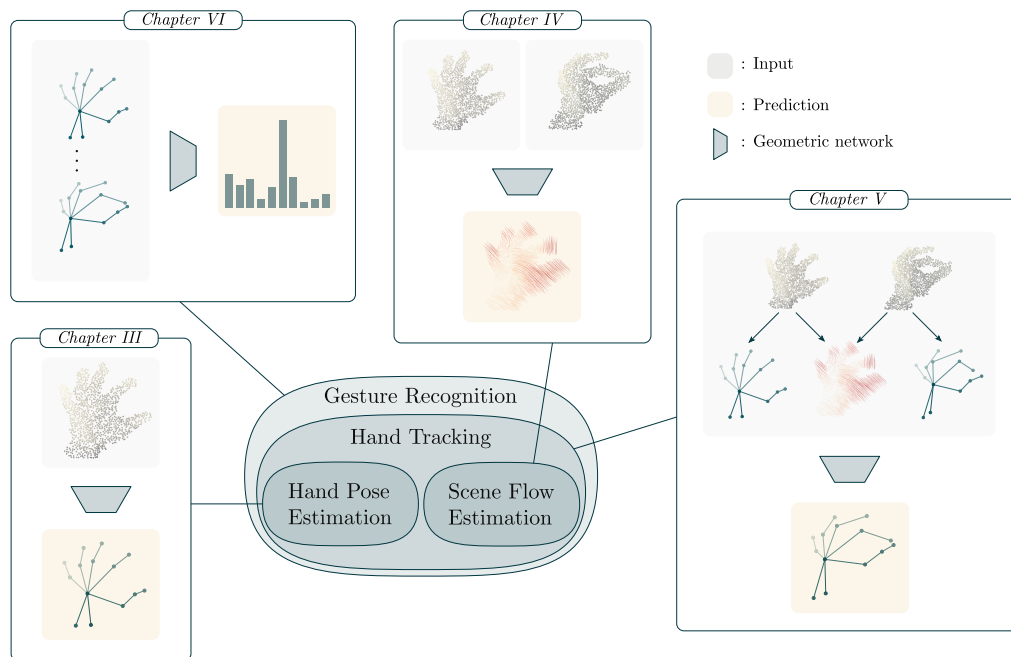 Chapter VI
Chapter IV
: Input
: Prediction
: Geometric network
Chapter V
Chapter III
Gesture Recognition
Hand Tracking
Hand Pose
Estimation
Scene Flow
Estimation